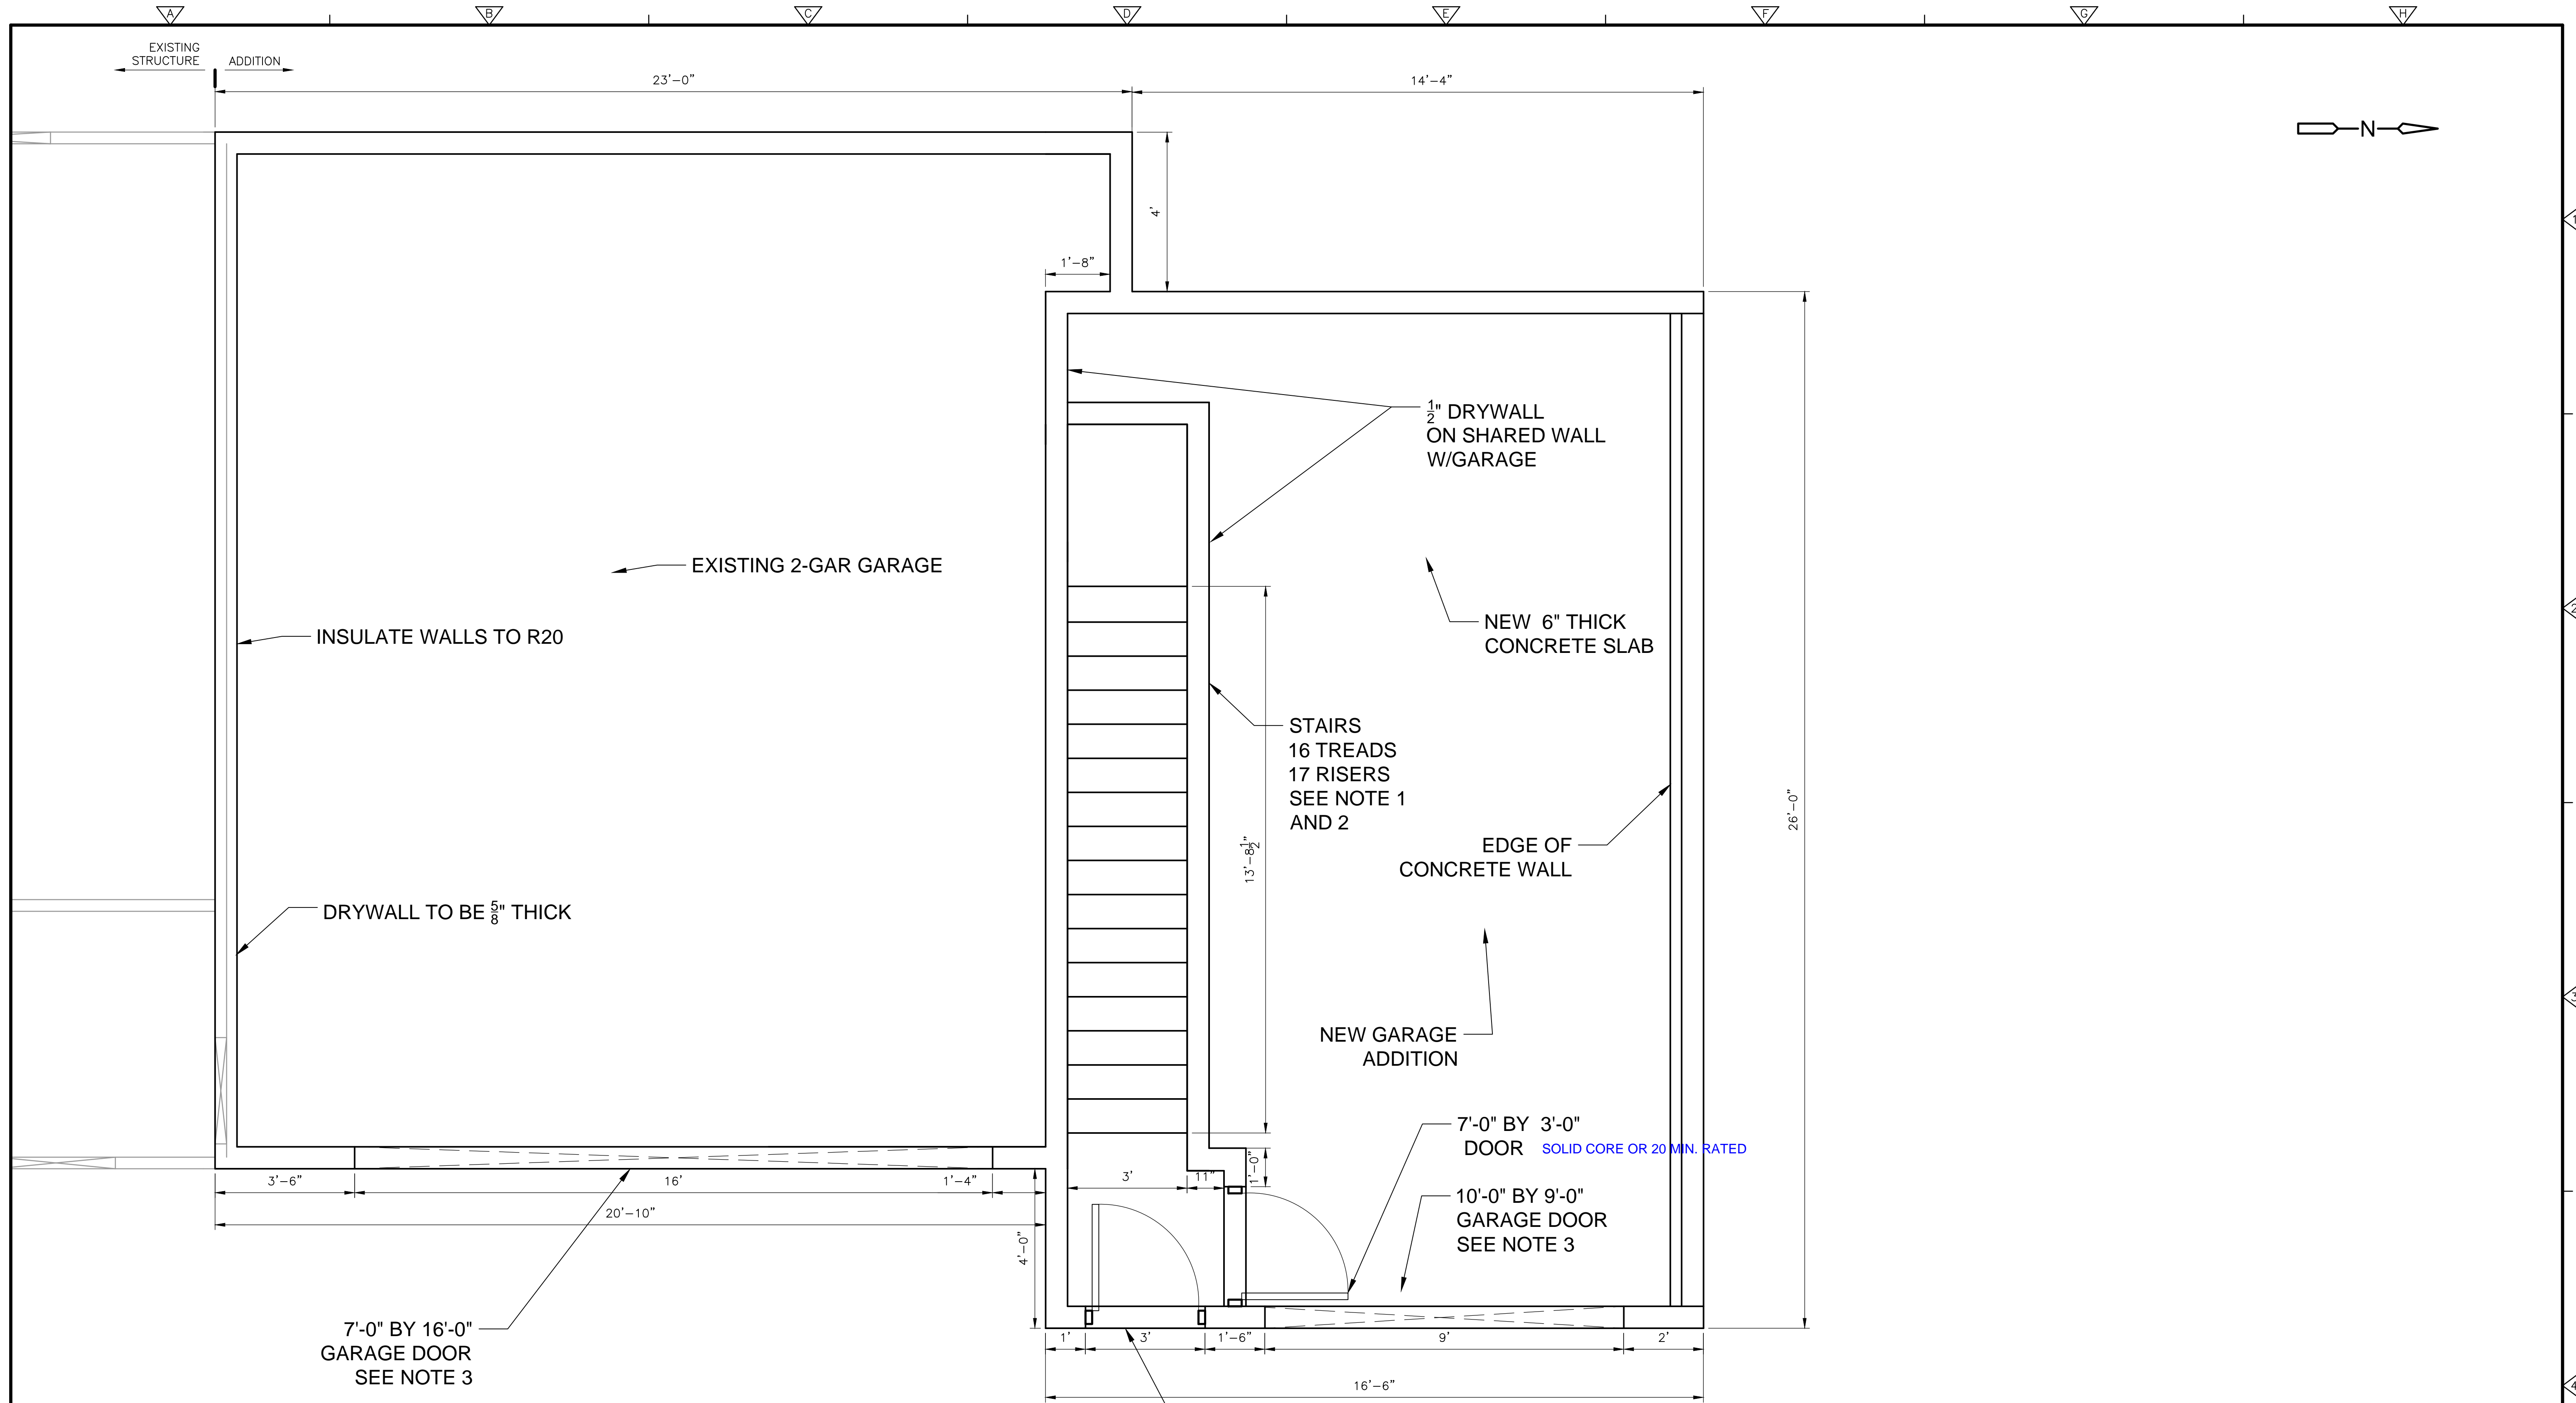 A B C D E F G H
EXISTING
STRUCTURE
ADDITION
23'-0"
14'-4"
N
4'
1
1'-8"
1/2" DRYWALL
ON SHARED WALL
W/GARAGE
EXISTING 2-GAR GARAGE
2
NEW 6" THICK
CONCRETE SLAB
INSULATE WALLS TO R20
STAIRS
16 TREADS
17 RISERS
SEE NOTE 1
AND 2
26'-0"
13'-8 1/2"
EDGE OF
CONCRETE WALL
DRYWALL TO BE 5/8" THICK
3
NEW GARAGE
ADDITION
7'-0" BY 3'-0"
DOOR
SOLID CORE OR 20 MIN. RATED
3'-6"
16'
1'-4"
3'
11"
1'-0"
10'-0" BY 9'-0"
GARAGE DOOR
SEE NOTE 3
20'-10"
4'-0"
7'-0" BY 16'-0"
GARAGE DOOR
SEE NOTE 3
1'
3'
1'-6"
9'
2'
16'-6"
4